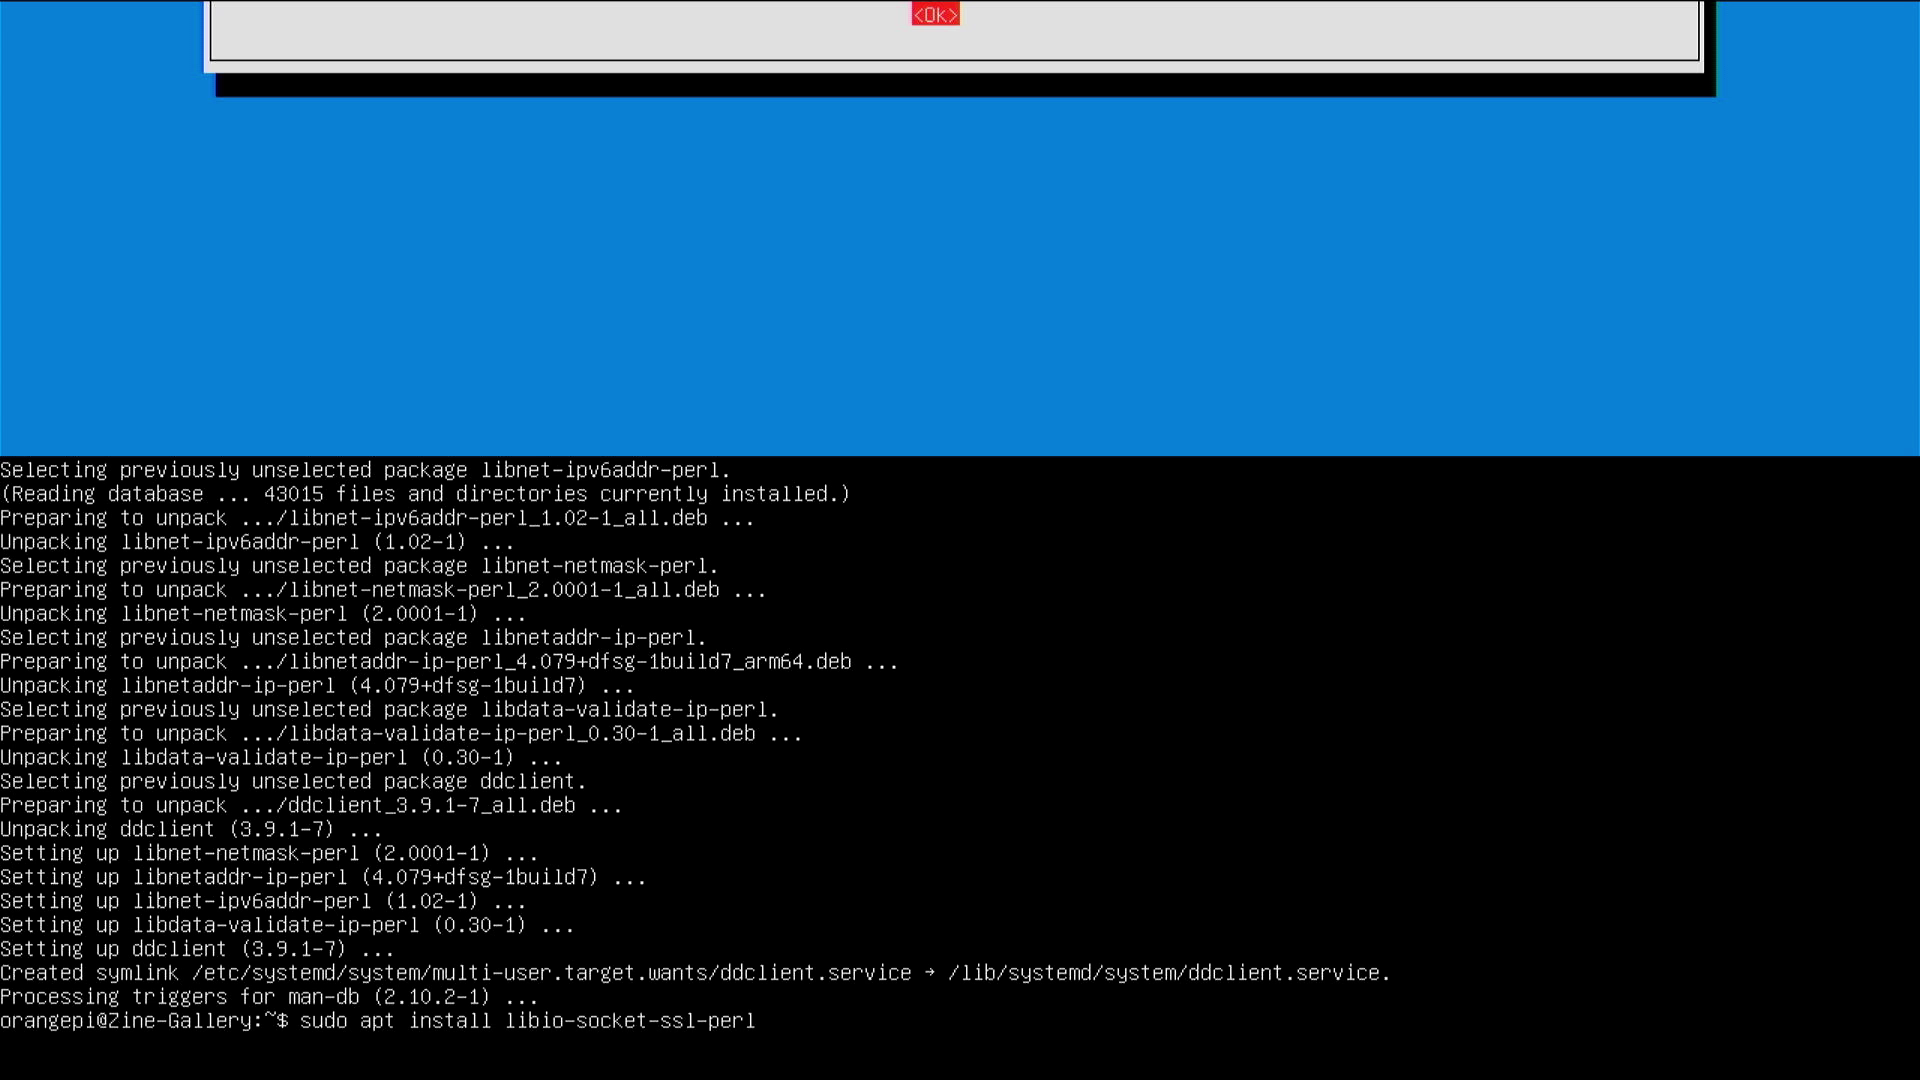 <Ok>
Selecting previously unselected package libnet-ipv6addr-perl.
(Reading database ... 43015 files and directories currently installed.)
Preparing to unpack .../libnet-ipv6addr-perl_1.02-1_all.deb ...
Unpacking libnet-ipv6addr-perl (1.02-1) ...
Selecting previously unselected package libnet-netmask-perl.
Preparing to unpack .../libnet-netmask-perl_2.0001-1_all.deb ...
Unpacking libnet-netmask-perl (2.0001-1) ...
Selecting previously unselected package libnetaddr-ip-perl.
Preparing to unpack .../libnetaddr-ip-perl_4.079+dfsg-1build7_arm64.deb ...
Unpacking libnetaddr-ip-perl (4.079+dfsg-1build7) ...
Selecting previously unselected package libdata-validate-ip-perl.
Preparing to unpack .../libdata-validate-ip-perl_0.30-1_all.deb ...
Unpacking libdata-validate-ip-perl (0.30-1) ...
Selecting previously unselected package ddclient.
Preparing to unpack .../ddclient_3.9.1-7_all.deb ...
Unpacking ddclient (3.9.1-7) ...
Setting up libnet-netmask-perl (2.0001-1) ...
Setting up libnetaddr-ip-perl (4.079+dfsg-1build7) ...
Setting up libnet-ipv6addr-perl (1.02-1) ...
Setting up libdata-validate-ip-perl (0.30-1) ...
Setting up ddclient (3.9.1-7) ...
Created symlink /etc/systemd/system/multi-user.target.wants/ddclient.service → /lib/systemd/system/ddclient.service.
Processing triggers for man-db (2.10.2-1) ...
orangepi@Zine-Gallery:~$ sudo apt install libio-socket-ssl-perl